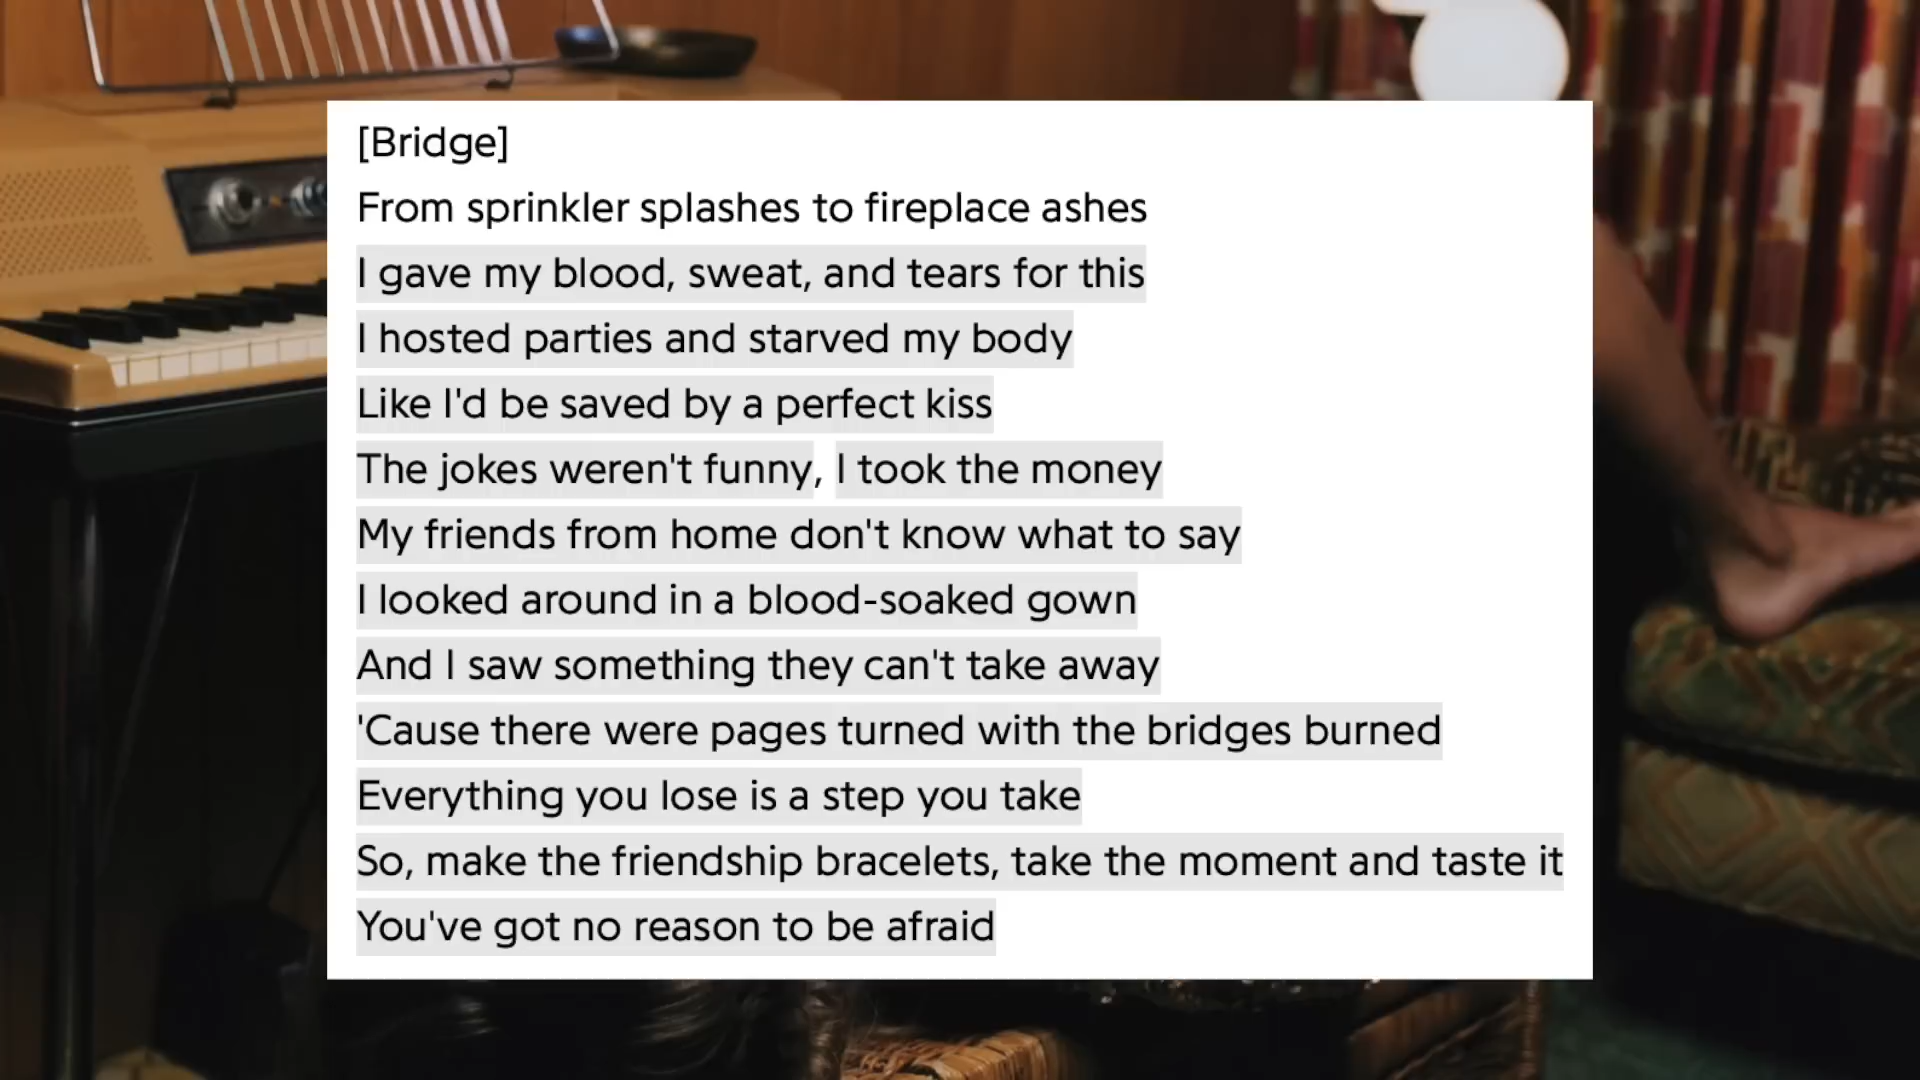 [Bridge]
From sprinkler splashes to fireplace ashes
I gave my blood, sweat, and tears for this
I hosted parties and starved my body
Like I'd be saved by a perfect kiss
The jokes weren't funny, I took the money
My friends from home don't know what to say
I looked around in a blood-soaked gown
And I saw something they can't take away
'Cause there were pages turned with the bridges burned
Everything you lose is a step you take
So, make the friendship bracelets, take the moment and taste it
You've got no reason to be afraid